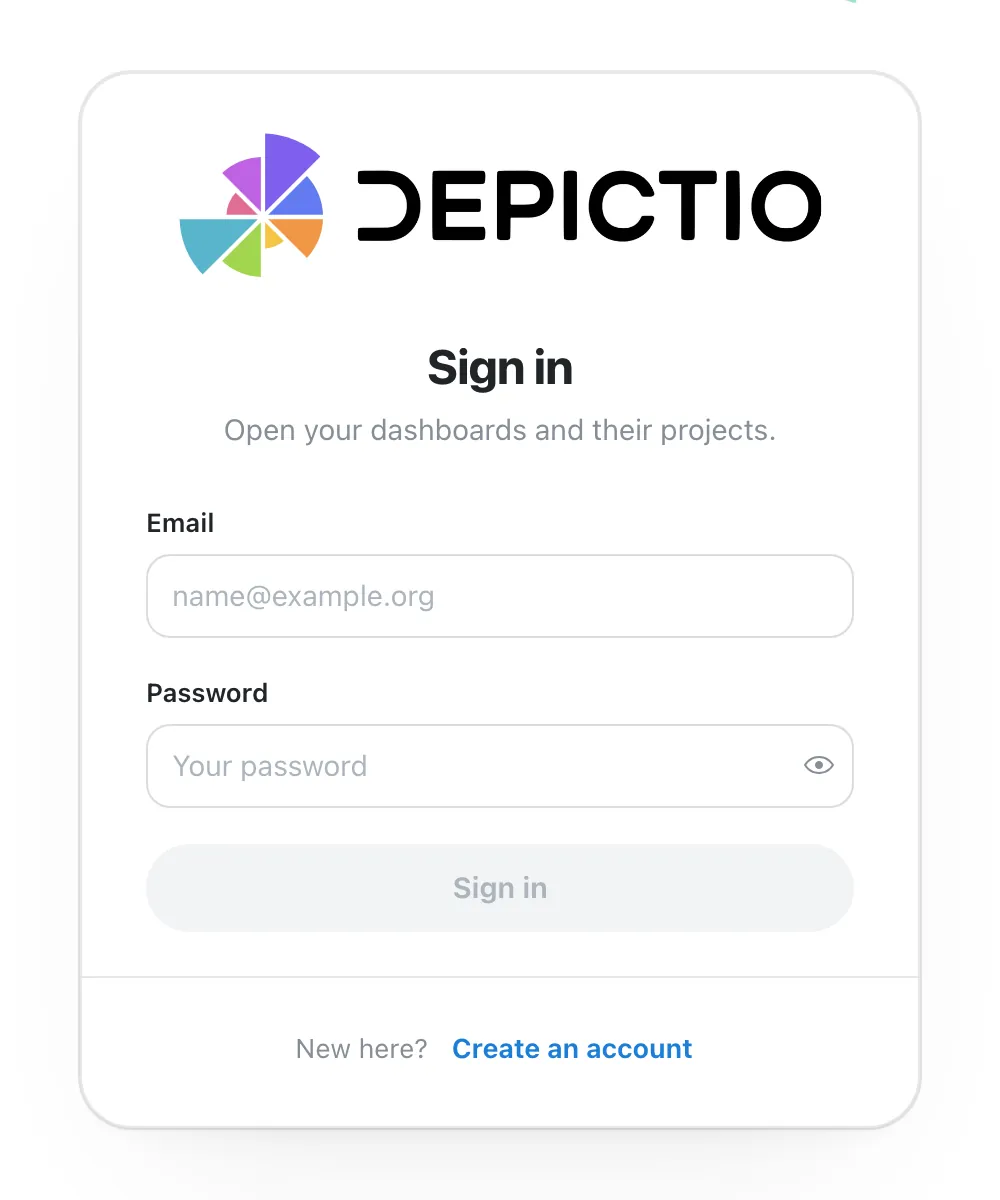 DEPICTIO
Sign in
Open your dashboards and their projects.
Email
name@example.org
Password
Your password
Sign in
New here? Create an account